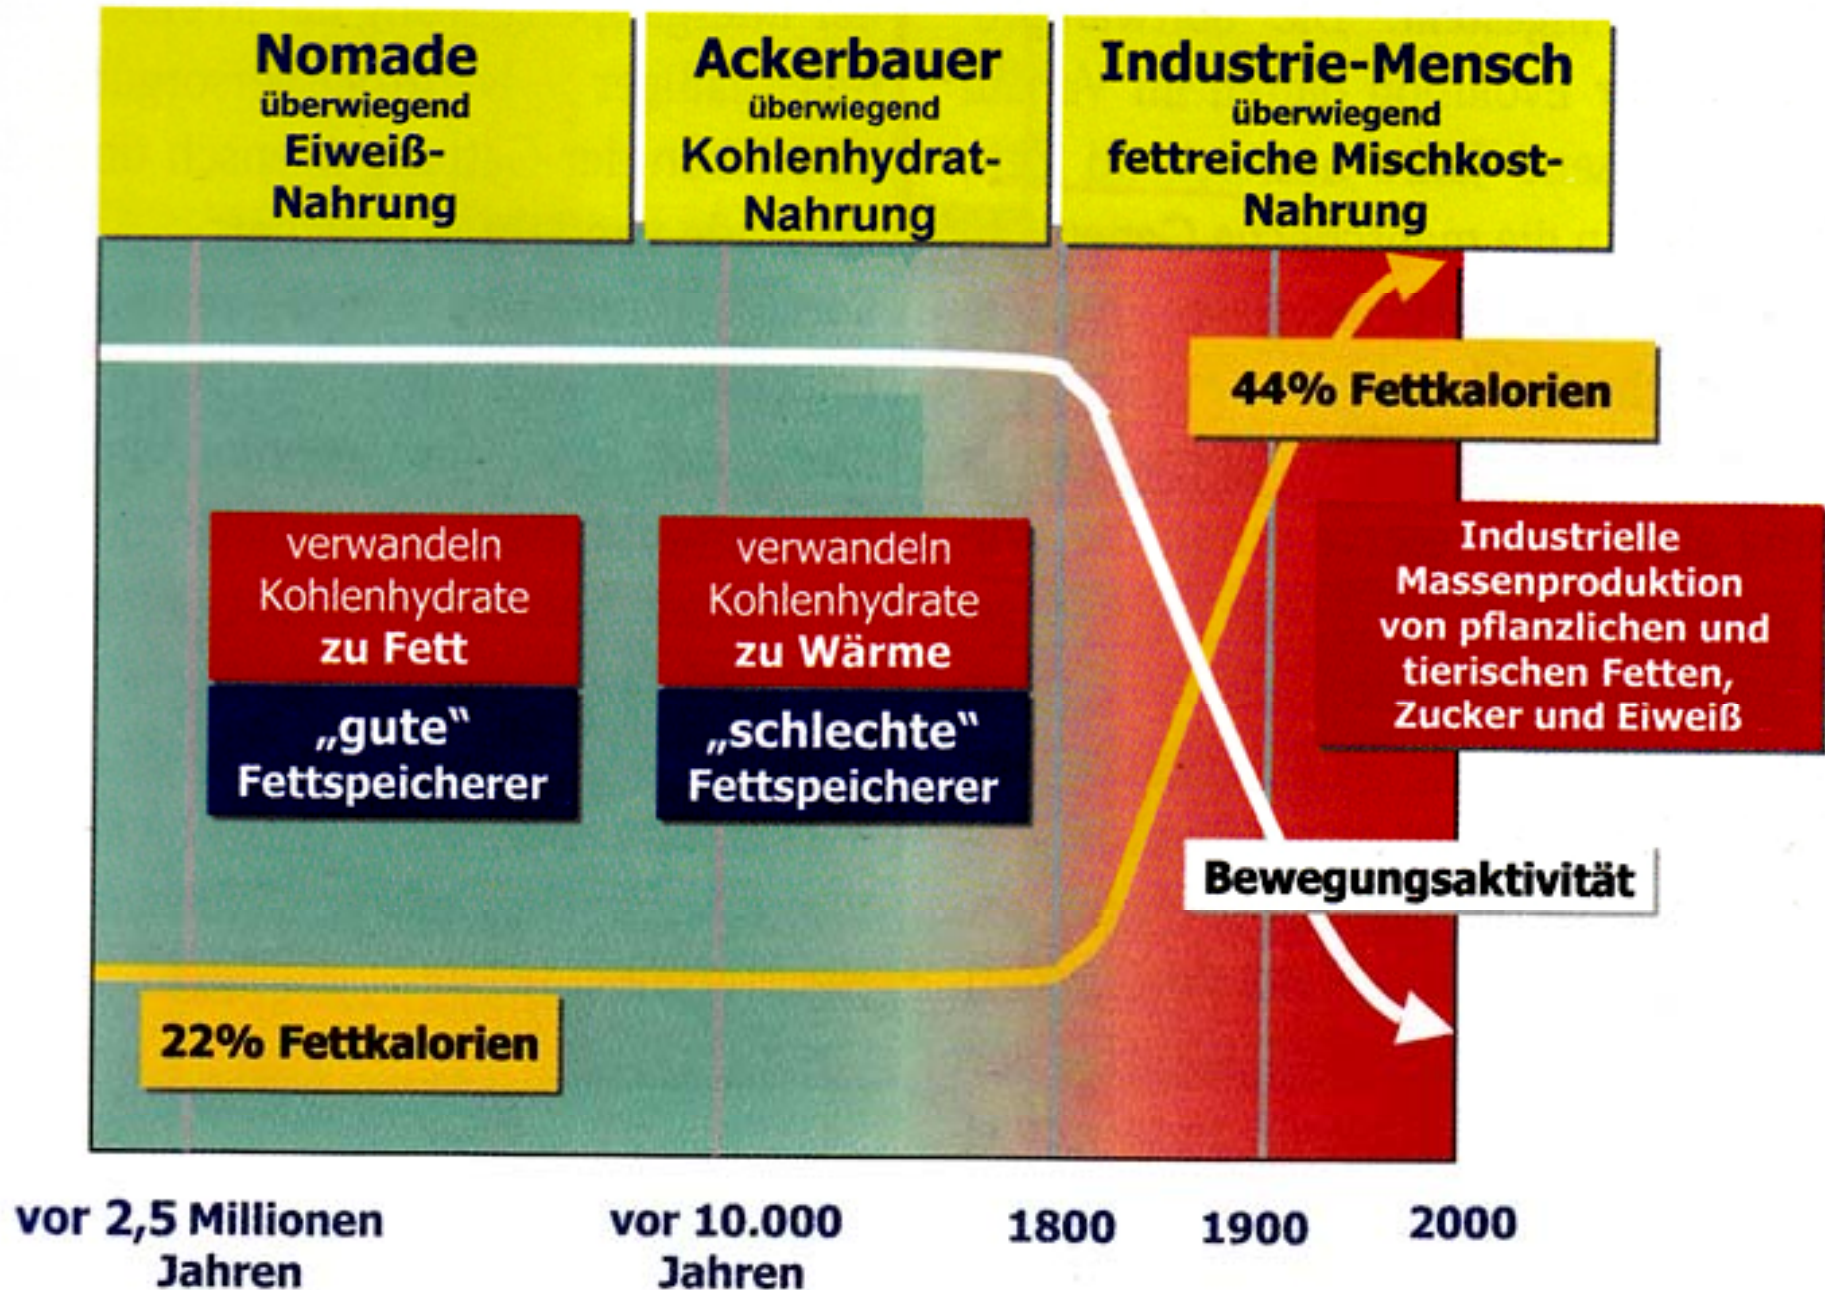 Nomade
überwiegend
Eiweiß-
Nahrung
Ackerbauer
überwiegend
Kohlenhydrat-
Nahrung
Industrie-Mensch
überwiegend
fettreiche Mischkost-
Nahrung
44% Fettkalorien
verwandeln
Kohlenhydrate
zu Fett
„gute“
Fettspeicherer
verwandeln
Kohlenhydrate
zu Wärme
„schlechte“
Fettspeicherer
Industrielle
Massenproduktion
von pflanzlichen und
tierischen Fetten,
Zucker und Eiweiß
Bewegungsaktivität
22% Fettkalorien
vor 2,5 Millionen
Jahren
vor 10.000
Jahren
1800
1900
2000